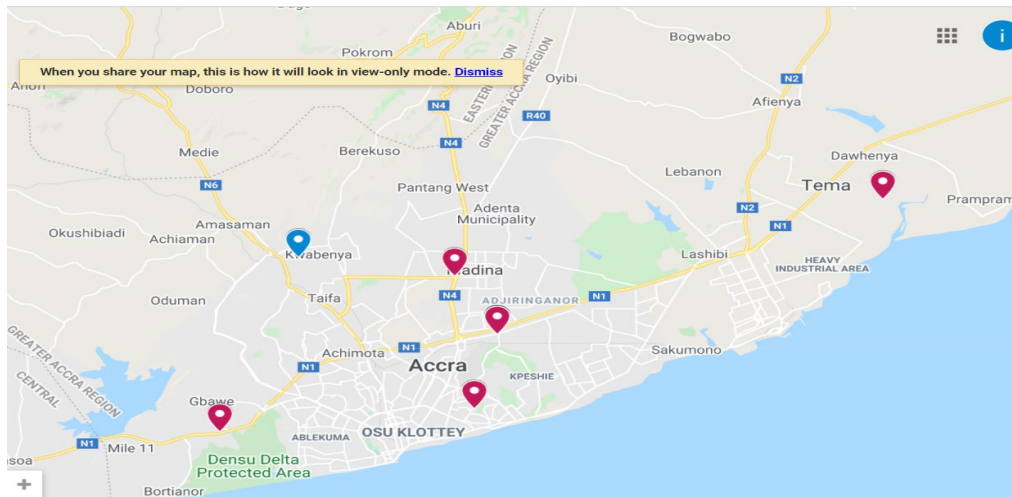 Aburi
Bogwabo
i
Pokrom
When you share your map, this is how it will look in view-only mode. Dismiss
EASTERN REGION
GREATER ACCRA REGION
Oyibi
N2
Doboro
N4
Afienya
R40
N4
Medie
Berekuso
Dawhenya
Lebanon
N6
Pantang West
Tema
Prampram
Adenta
Municipality
N2
Amasaman
N1
Okushibiadi
Achiaman
Kwabenya
Lashibi
HEAVY
INDUSTRIAL AREA
Madina
Oduman
Taifa
N4
ADJIRINGANOR
N1
GREATER ACCRA REGION
CENTRAL
Achimota
N1
Sakumono
N1
Accra
KPESHIE
Gbawe
ABLEKUMA
OSU KLOTTEY
N1
Mile 11
Densu Delta
Protected Area
soa
+
Bortianor